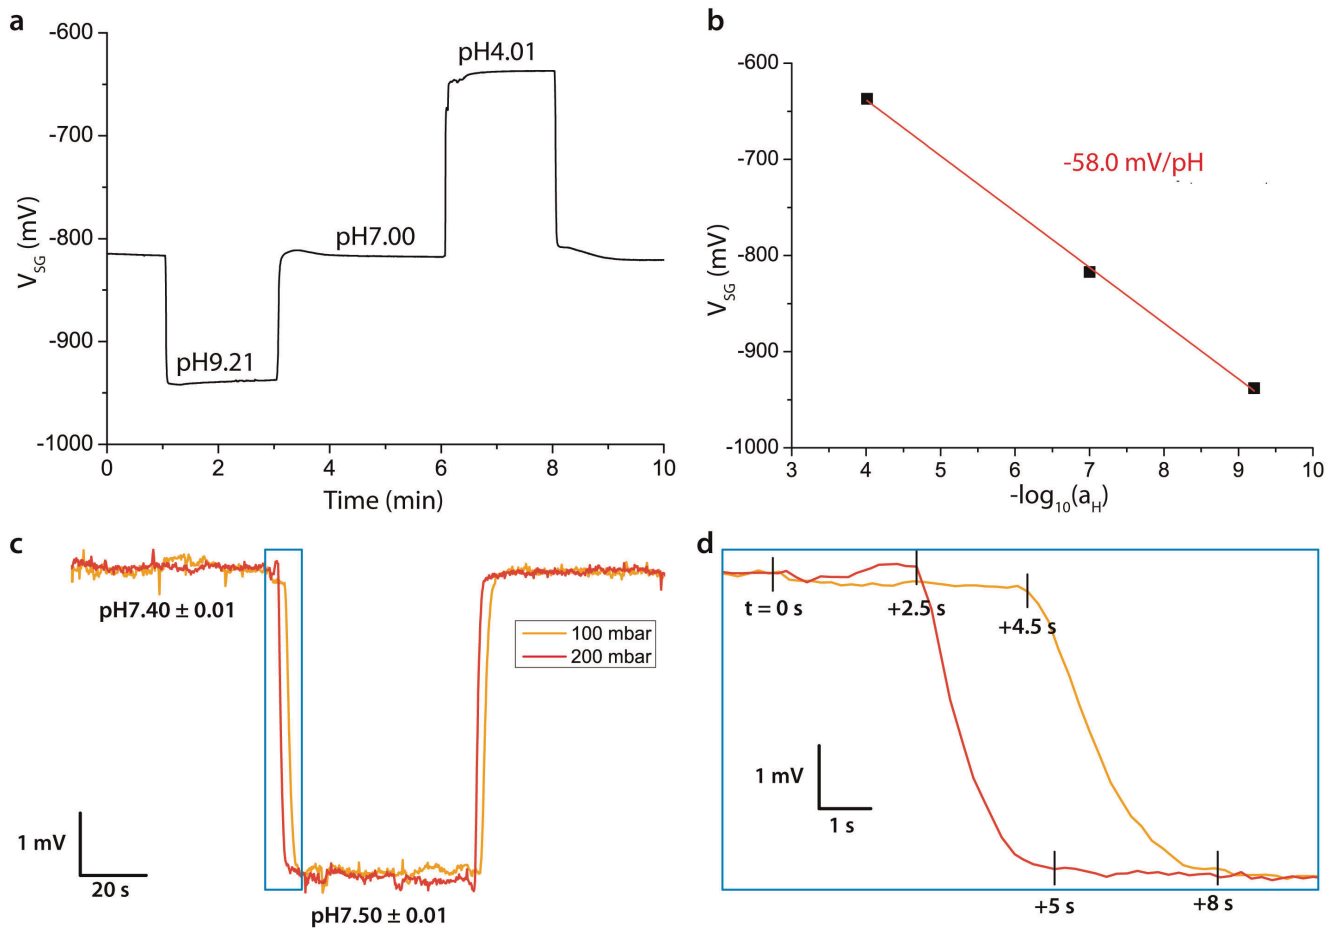 a
-600
-700
-800
-900
-1000
V_SG (mV)
pH4.01
pH7.00
pH9.21
0 2 4 6 8 10
Time (min)
b
-600
-700
-800
-900
-1000
V_SG (mV)
-58.0 mV/pH
3 4 5 6 7 8 9 10
-log₁₀(a_H)
c
pH7.40 ± 0.01
100 mbar
200 mbar
1 mV
20 s
pH7.50 ± 0.01
d
t = 0 s
+2.5 s
+4.5 s
1 mV
1 s
+5 s
+8 s